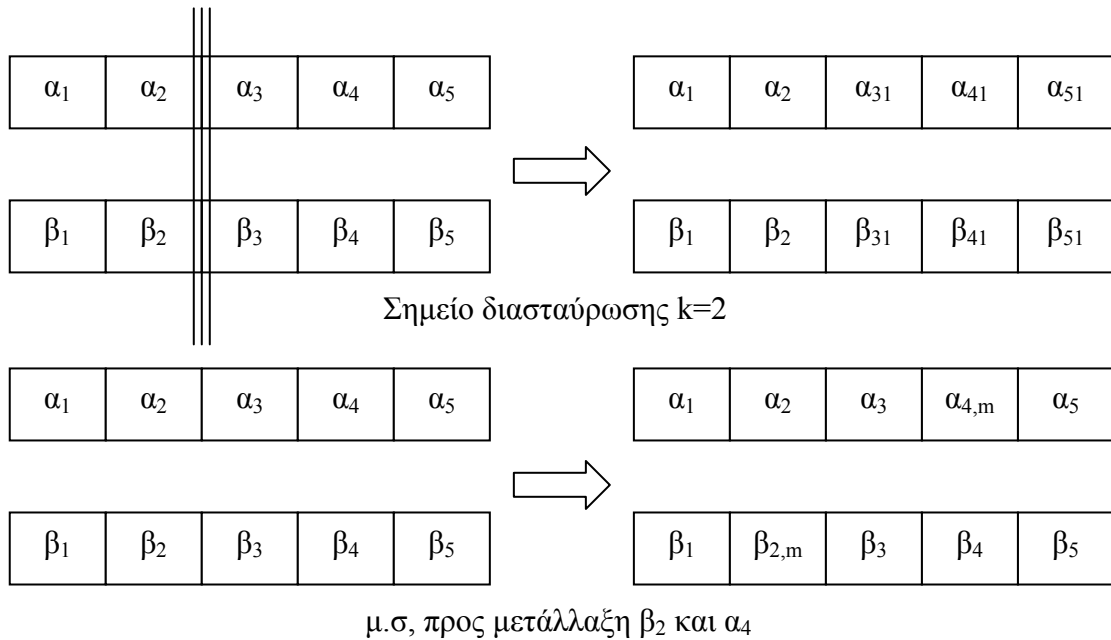 α₁ α₂ α₃ α₄ α₅ α₁ α₂ α₃₁ α₄₁ α₅₁
β₁ β₂ β₃ β₄ β₅ β₁ β₂ β₃₁ β₄₁ β₅₁
Σημείο διασταύρωσης k=2
α₁ α₂ α₃ α₄ α₅ α₁ α₂ α₃ α₄,ₘ α₅
β₁ β₂ β₃ β₄ β₅ β₁ β₂,ₘ β₃ β₄ β₅
μ.σ, προς μετάλλαξη β₂ και α₄